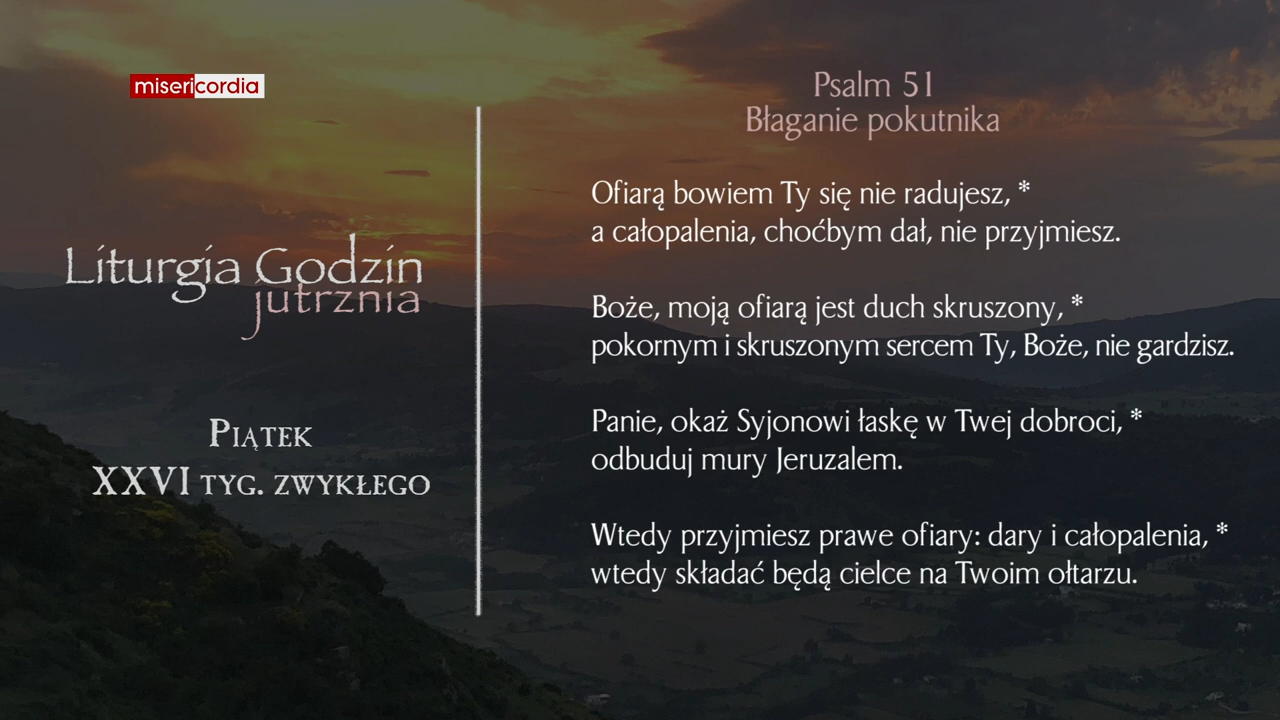 misericordia
Liturgia Godzin
jutrznia
Piątek
XXVI tyg. zwykłego
Psalm 51
Błaganie pokutnika
Ofiarą bowiem Ty się nie radujesz, *
a całopalenia, choćbym dał, nie przyjmiesz.
Boże, moją ofiarą jest duch skruszony, *
pokornym i skruszonym sercem Ty, Boże, nie gardzisz.
Panie, okaż Syjonowi łaskę w Twej dobroci, *
odbuduj mury Jeruzalem.
Wtedy przyjmiesz prawe ofiary: dary i całopalenia, *
wtedy składać będą cielce na Twoim ołtarzu.